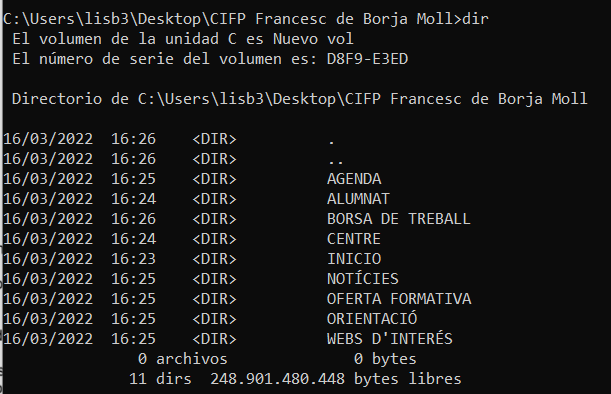 C:\Users\lisb3\Desktop\CIFP Francesc de Borja Moll>dir
 El volumen de la unidad C es Nuevo vol
 El número de serie del volumen es: D8F9-E3ED

 Directorio de C:\Users\lisb3\Desktop\CIFP Francesc de Borja Moll

16/03/2022  16:26    <DIR>          .
16/03/2022  16:26    <DIR>          ..
16/03/2022  16:25    <DIR>          AGENDA
16/03/2022  16:24    <DIR>          ALUMNAT
16/03/2022  16:26    <DIR>          BORSA DE TREBALL
16/03/2022  16:24    <DIR>          CENTRE
16/03/2022  16:23    <DIR>          INICIO
16/03/2022  16:25    <DIR>          NOTÍCIES
16/03/2022  16:25    <DIR>          OFERTA FORMATIVA
16/03/2022  16:25    <DIR>          ORIENTACIÓ
16/03/2022  16:25    <DIR>          WEBS D'INTERÉS
               0 archivos              0 bytes
              11 dirs  248.901.480.448 bytes libres